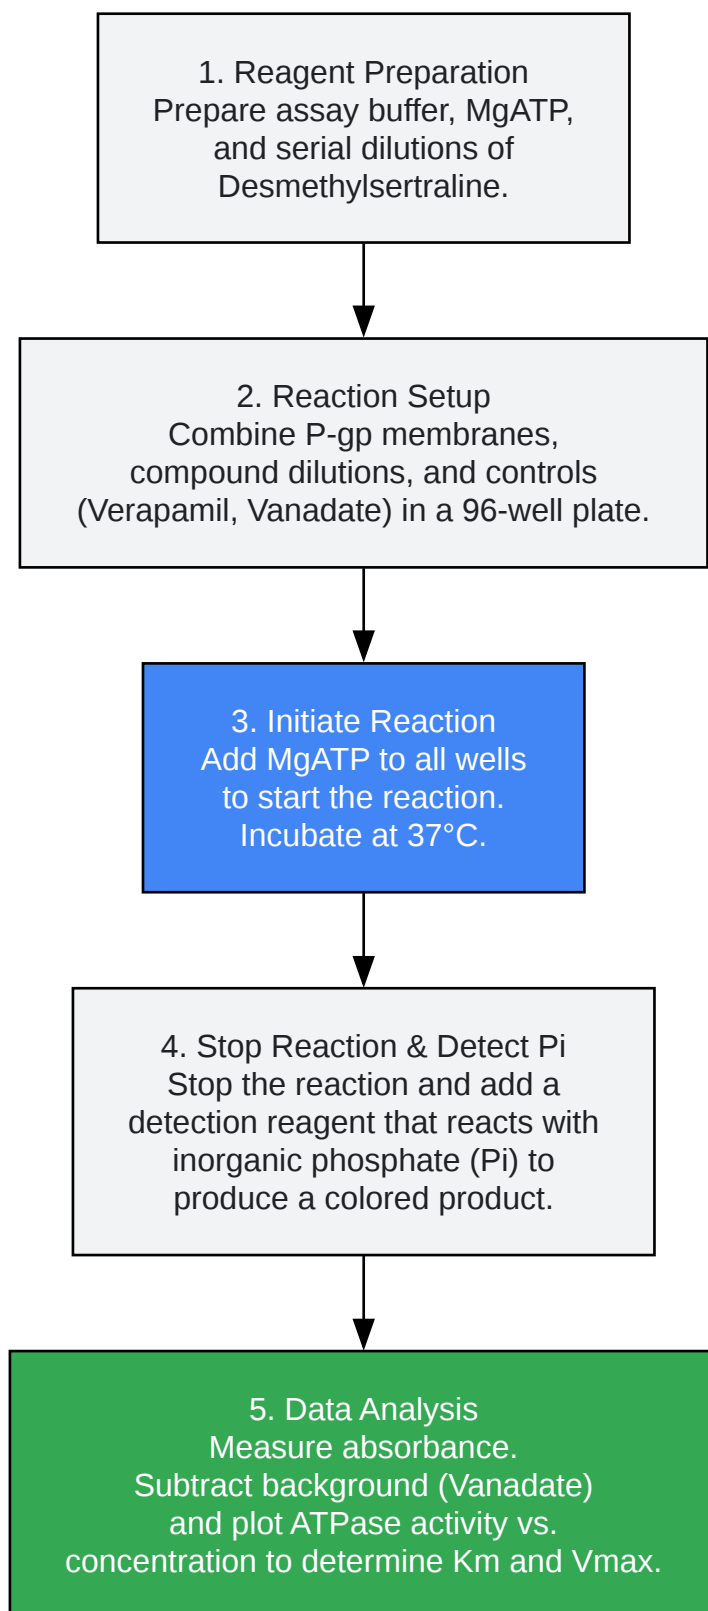 1. Reagent Preparation
Prepare assay buffer, MgATP,
and serial dilutions of
Desmethylsertraline.
2. Reaction Setup
Combine P-gp membranes,
compound dilutions, and controls
(Verapamil, Vanadate) in a 96-well plate.
3. Initiate Reaction
Add MgATP to all wells
to start the reaction.
Incubate at 37°C.
4. Stop Reaction & Detect Pi
Stop the reaction and add a
detection reagent that reacts with
inorganic phosphate (Pi) to
produce a colored product.
5. Data Analysis
Measure absorbance.
Subtract background (Vanadate)
and plot ATPase activity vs.
concentration to determine Km and Vmax.